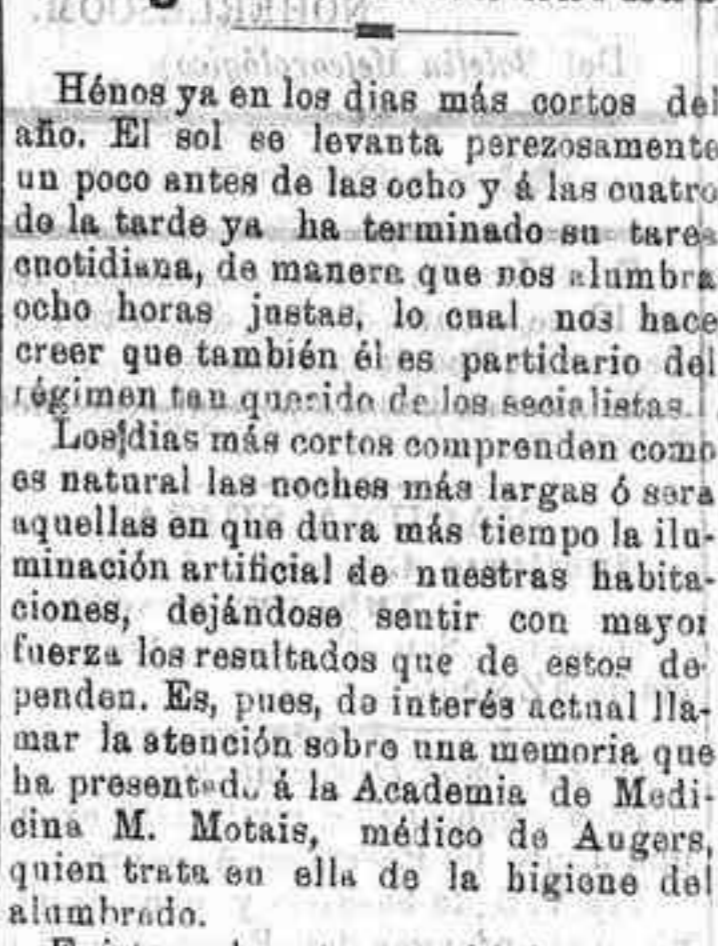 Hénos ya en los dias más cortos del
año. El sol se levanta perezosamente
un poco antes de las ocho y á las cuatro
de la tarde ya ha terminado su tarea
cuotidiana, de manera que nos alumbra
ocho horas justas, lo cual nos hace
creer que también él es partidario del
régimen tan querido de los socialistas.
Los dias más cortos comprenden como
es natural las noches más largas ó sera
aquellas en que dura más tiempo la ilu-
minación artificial de nuestras habita-
ciones, dejándose sentir con mayor
fuerza los resultados que de estos de-
penden. Es, pues, de interés actual lla-
mar la atención sobre una memoria que
ha presentado á la Academia de Medi-
cina M. Motais, médico de Augers,
quien trata en ella de la higiene del
alumbrado.